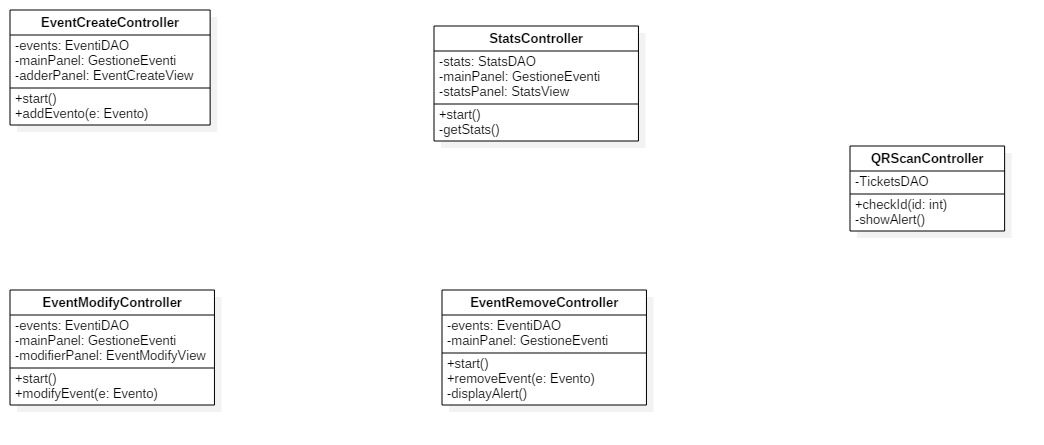 EventCreateController
-events: EventiDAO
-mainPanel: GestioneEventi
-adderPanel: EventCreateView
+start()
+addEvento(e: Evento)
StatsController
-stats: StatsDAO
-mainPanel: GestioneEventi
-statsPanel: StatsView
+start()
-getStats()
QRScanController
-TicketsDAO
+checkId(id: int)
-showAlert()
EventModifyController
-events: EventiDAO
-mainPanel: GestioneEventi
-modifierPanel: EventModifyView
+start()
+modifyEvent(e: Evento)
EventRemoveController
-events: EventiDAO
-mainPanel: GestioneEventi
+start()
+removeEvent(e: Evento)
-displayAlert()